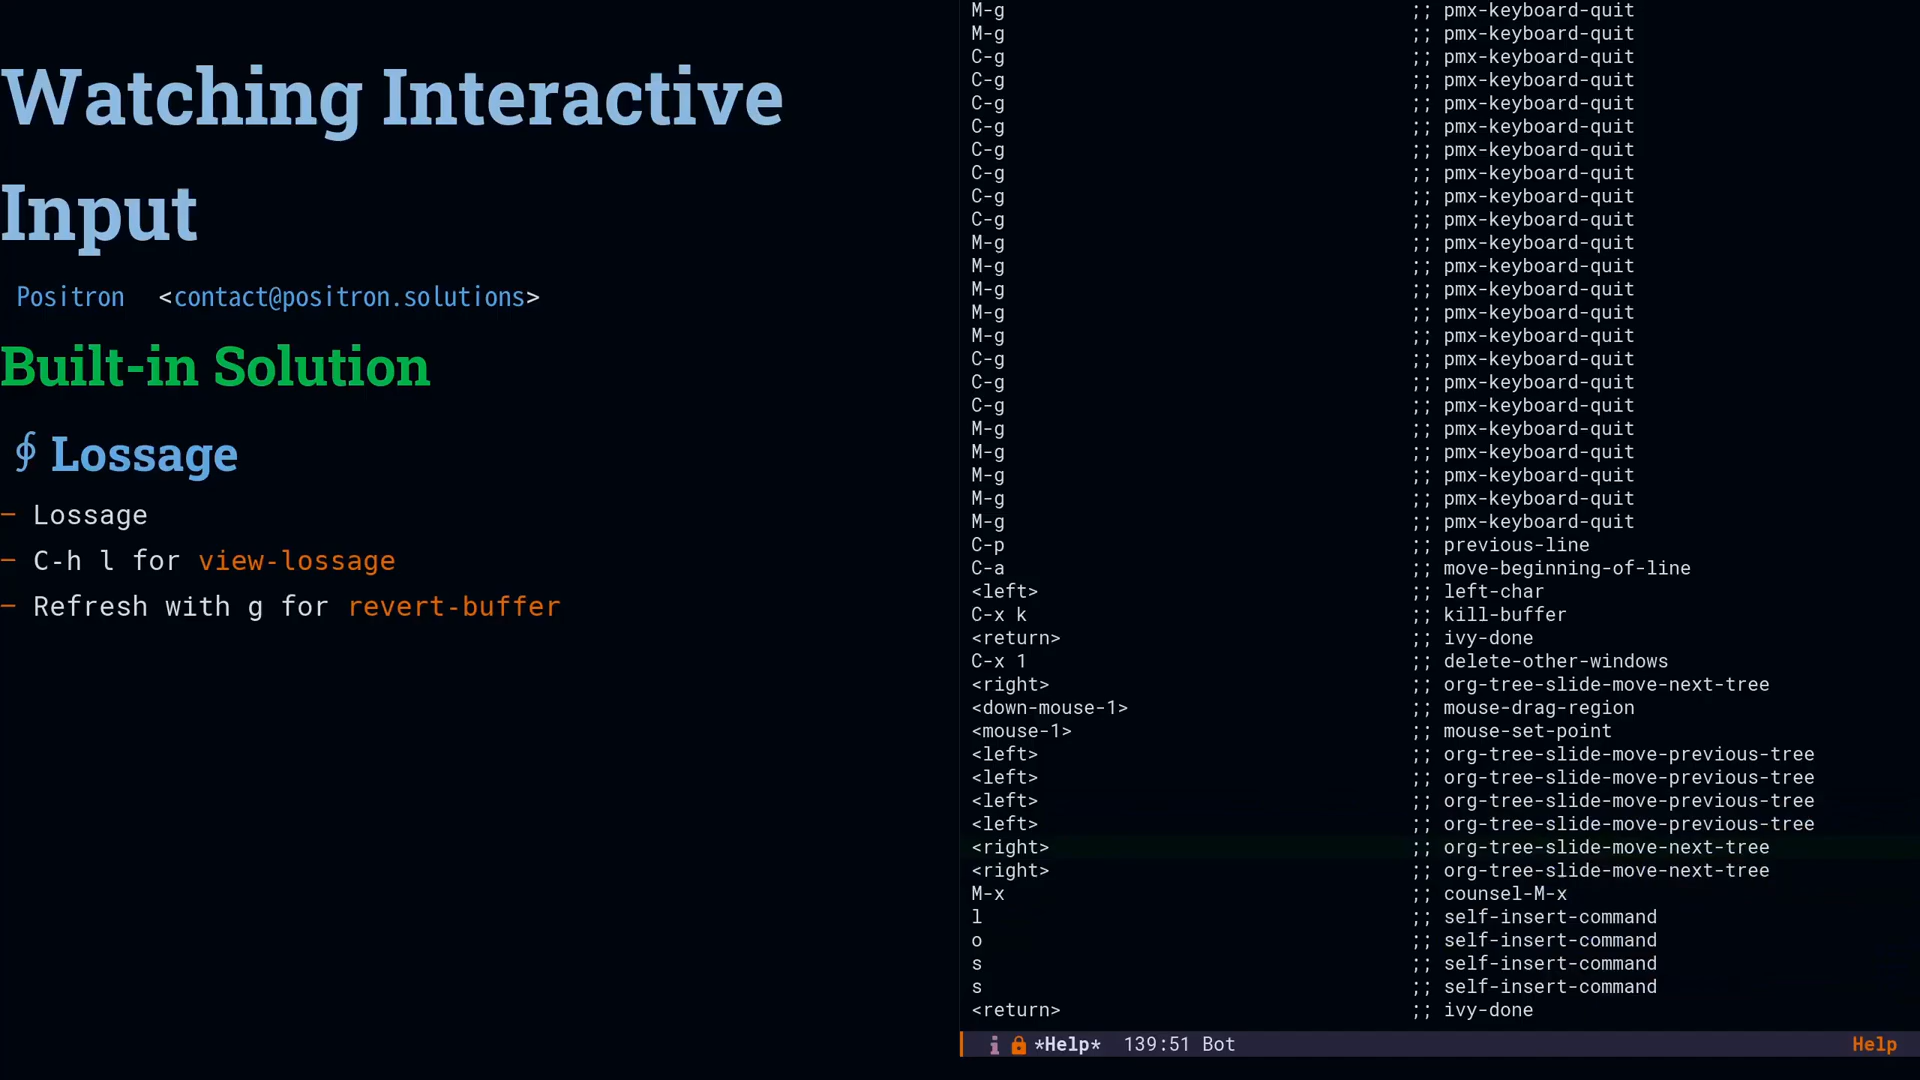 Watching Interactive
Input
Positron <contact@positron.solutions>
Built-in Solution
∮ Lossage
– Lossage
– C-h l for view-lossage
– Refresh with g for revert-buffer
M-g ;; pmx-keyboard-quit
M-g ;; pmx-keyboard-quit
C-g ;; pmx-keyboard-quit
C-g ;; pmx-keyboard-quit
C-g ;; pmx-keyboard-quit
C-g ;; pmx-keyboard-quit
C-g ;; pmx-keyboard-quit
C-g ;; pmx-keyboard-quit
C-g ;; pmx-keyboard-quit
C-g ;; pmx-keyboard-quit
M-g ;; pmx-keyboard-quit
M-g ;; pmx-keyboard-quit
M-g ;; pmx-keyboard-quit
M-g ;; pmx-keyboard-quit
M-g ;; pmx-keyboard-quit
C-g ;; pmx-keyboard-quit
C-g ;; pmx-keyboard-quit
C-g ;; pmx-keyboard-quit
M-g ;; pmx-keyboard-quit
M-g ;; pmx-keyboard-quit
M-g ;; pmx-keyboard-quit
M-g ;; pmx-keyboard-quit
M-g ;; pmx-keyboard-quit
C-p ;; previous-line
C-a ;; move-beginning-of-line
<left> ;; left-char
C-x k ;; kill-buffer
<return> ;; ivy-done
C-x 1 ;; delete-other-windows
<right> ;; org-tree-slide-move-next-tree
<down-mouse-1> ;; mouse-drag-region
<mouse-1> ;; mouse-set-point
<left> ;; org-tree-slide-move-previous-tree
<left> ;; org-tree-slide-move-previous-tree
<left> ;; org-tree-slide-move-previous-tree
<left> ;; org-tree-slide-move-previous-tree
<right> ;; org-tree-slide-move-next-tree
<right> ;; org-tree-slide-move-next-tree
M-x ;; counsel-M-x
l ;; self-insert-command
o ;; self-insert-command
s ;; self-insert-command
s ;; self-insert-command
<return> ;; ivy-done
*Help* 139:51 Bot Help